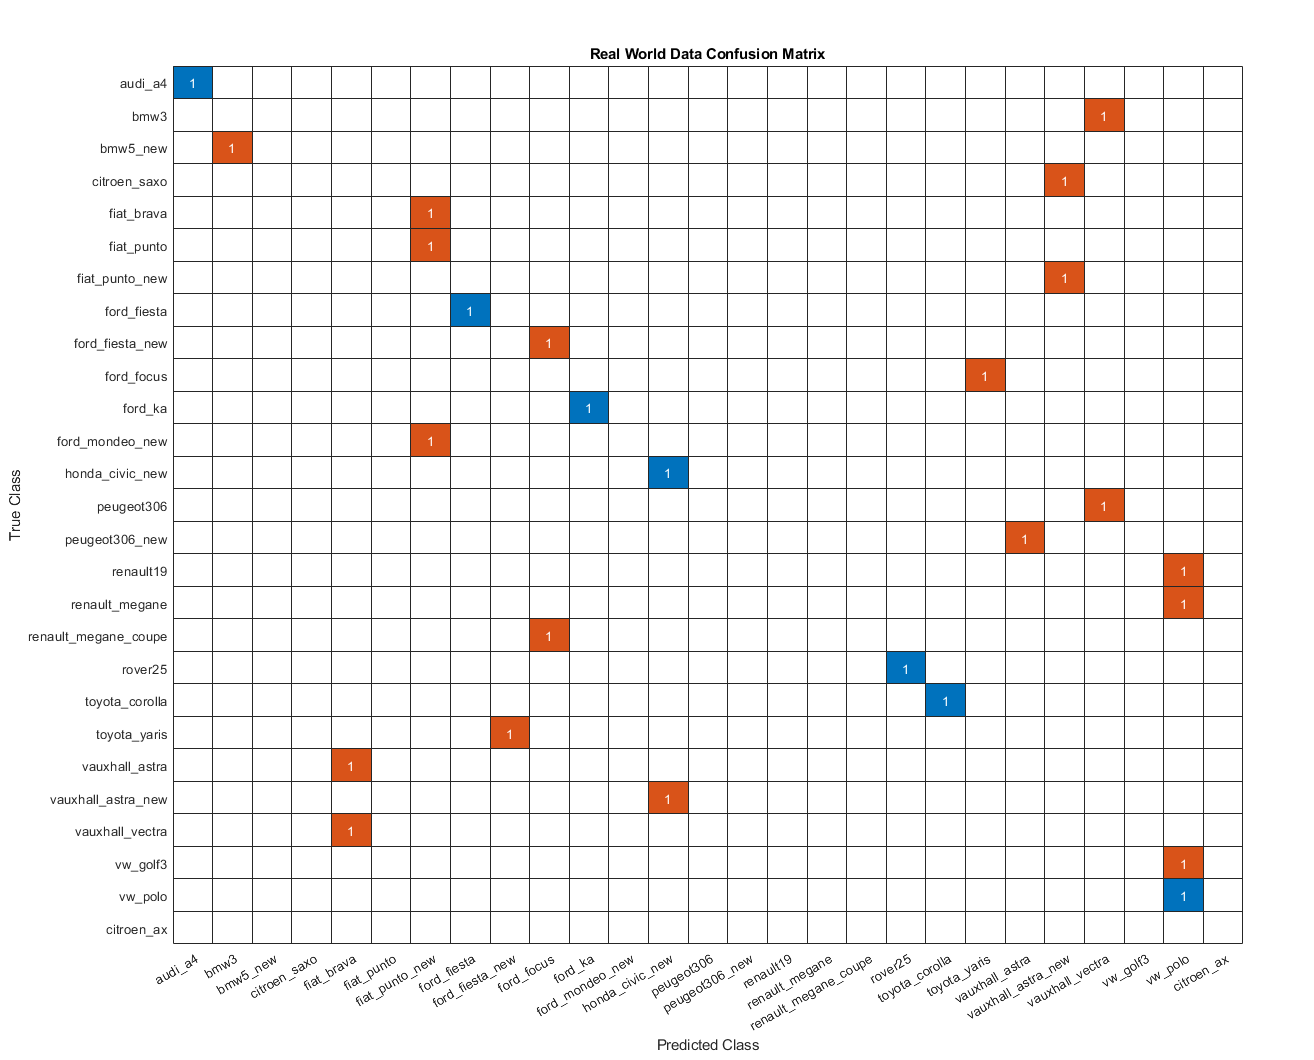 Real World Data Confusion Matrix
True Class
audi_a4 1
bmw3 1
bmw5_new 1
citroen_saxo 1
fiat_brava 1
fiat_punto 1
fiat_punto_new 1
ford_fiesta 1
ford_fiesta_new 1
ford_focus 1
ford_ka 1
ford_mondeo_new 1
honda_civic_new 1
peugeot306 1
peugeot306_new 1
renault19 1
renault_megane 1
renault_megane_coupe 1
rover25 1
toyota_corolla 1
toyota_yaris 1
vauxhall_astra 1
vauxhall_astra_new 1
vauxhall_vectra 1
vw_golf3 1
vw_polo 1
citroen_ax
audi_a4
bmw3
bmw5_new
citroen_saxo
fiat_brava
fiat_punto
fiat_punto_new
ford_fiesta
ford_fiesta_new
ford_focus
ford_ka
ford_mondeo_new
honda_civic_new
peugeot306
peugeot306_new
renault19
renault_megane
renault_megane_coupe
rover25
toyota_corolla
toyota_yaris
vauxhall_astra
vauxhall_astra_new
vauxhall_vectra
vw_golf3
vw_polo
citroen_ax
Predicted Class